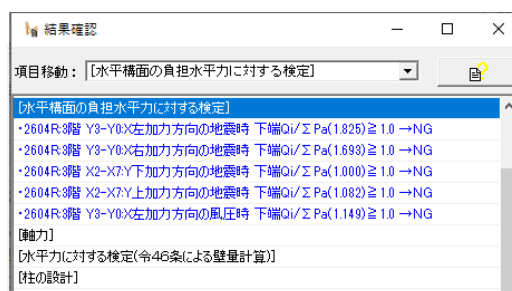 結果確認
項目移動： [水平構面の負担水平力に対する検定]
[水平構面の負担水平力に対する検定]
・2604R:3階 Y3-Y0:X左加力方向の地震時 下端Qi/Σ Pa(1.825)≧ 1.0 →NG
・2604R:3階 Y3-Y0:X右加力方向の地震時 下端Qi/Σ Pa(1.693)≧ 1.0 →NG
・2604R:3階 X2-X7:Y下加力方向の地震時 下端Qi/Σ Pa(1.000)≧ 1.0 →NG
・2604R:3階 X2-X7:Y上加力方向の地震時 下端Qi/Σ Pa(1.082)≧ 1.0 →NG
・2604R:3階 Y3-Y0:X左加力方向の風圧時 下端Qi/Σ Pa(1.149)≧ 1.0 →NG
[軸力]
[水平力に対する検定(令46条による壁量計算)]
[柱の設計]